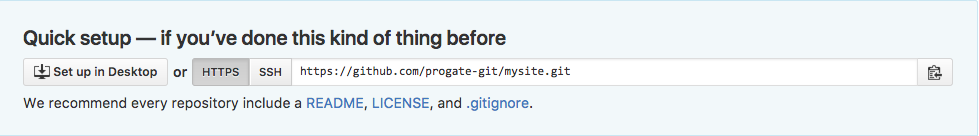 Quick setup — if you’ve done this kind of thing before
Set up in Desktop or HTTPS SSH https://github.com/progate-git/mysite.git
We recommend every repository include a README, LICENSE, and .gitignore.